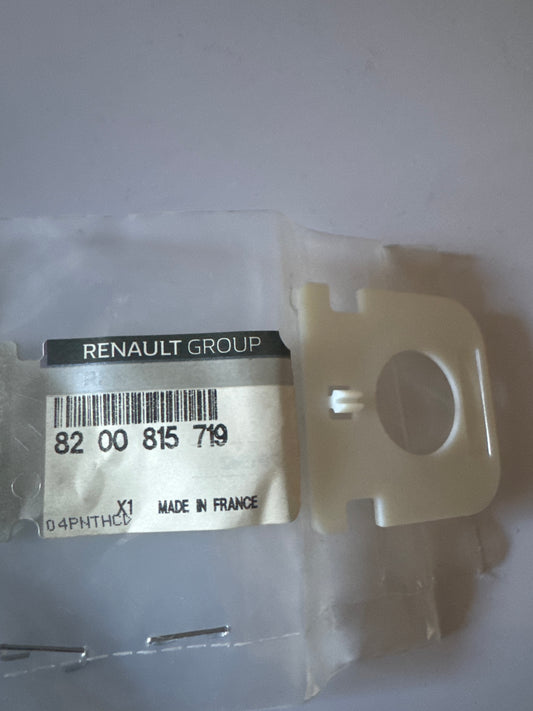 RENAULT GROUP
82 00 815 719
X1 MADE IN FRANCE
04PNTHCD